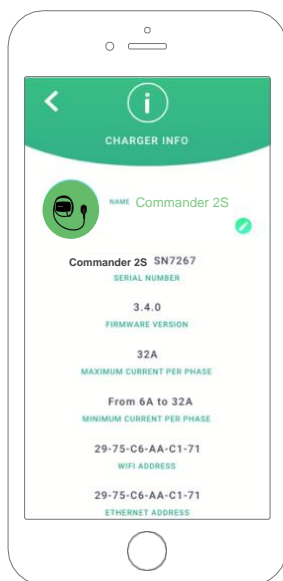 CHARGER INFO
NAME Commander 2S
Commander 2S SN7267
SERIAL NUMBER
3.4.0
FIRMWARE VERSION
32A
MAXIMUM CURRENT PER PHASE
From 6A to 32A
MINIMUM CURRENT PER PHASE
29-75-C6-AA-C1-71
WIFI ADDRESS
29-75-C6-AA-C1-71
ETHERNET ADDRESS